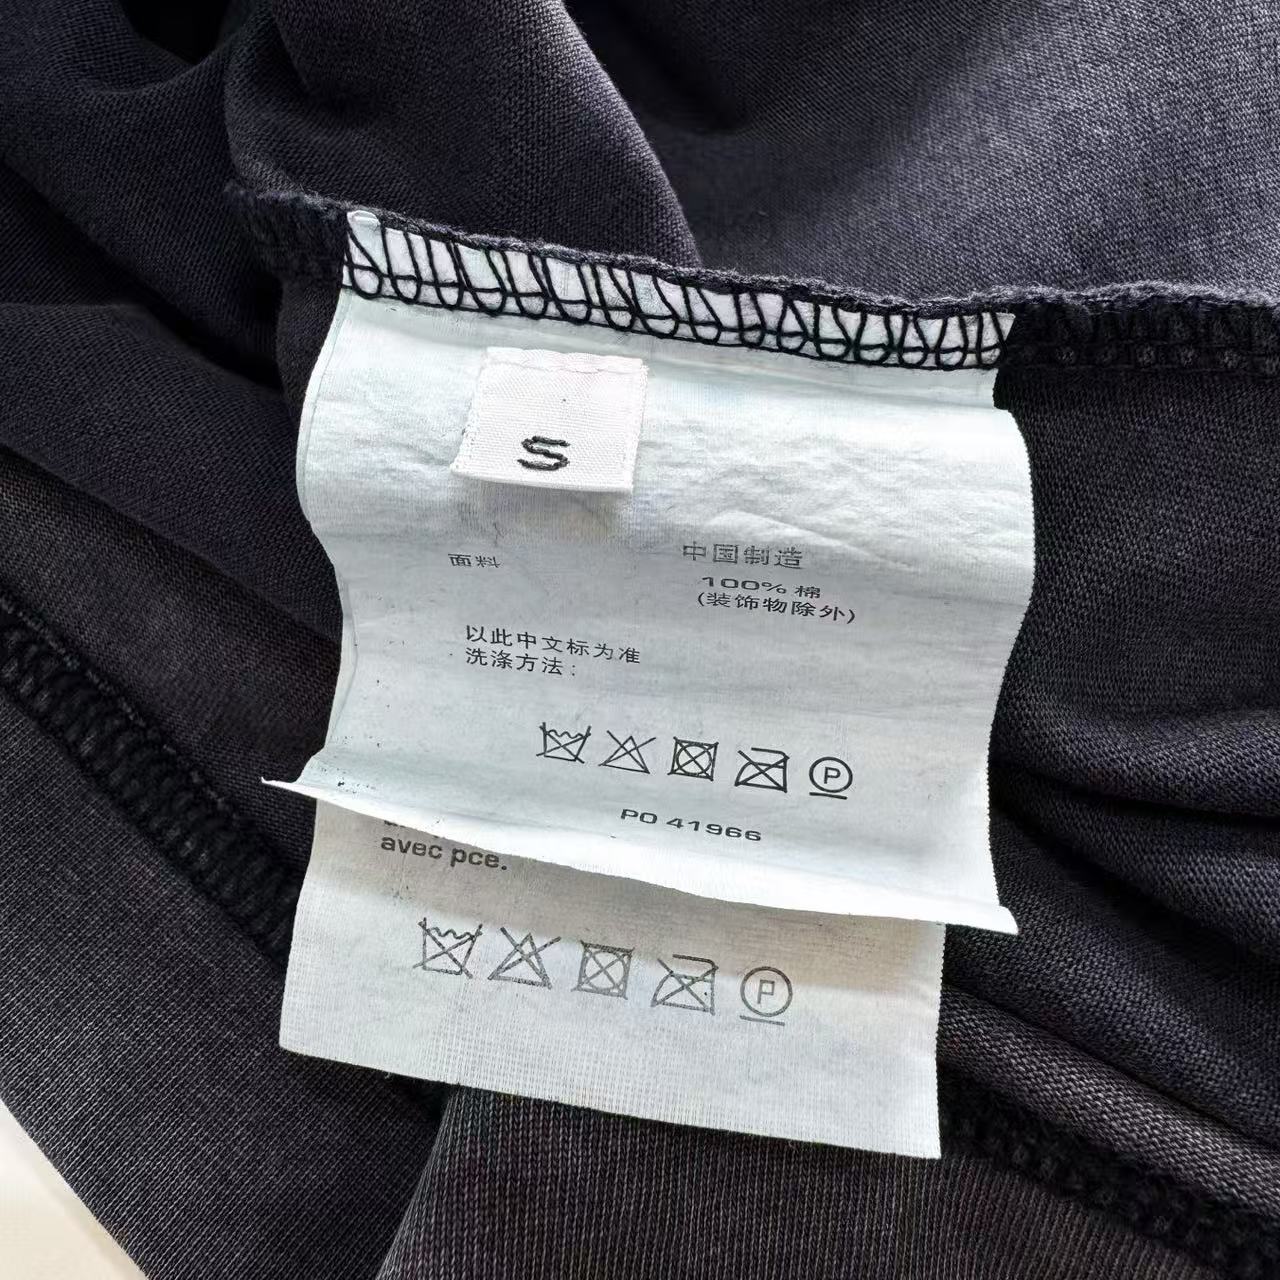 S
面料
中国制造
100% 棉
(装饰物除外)
以此中文标为准
洗涤方法:
P
PO 41966
avec pce.
P